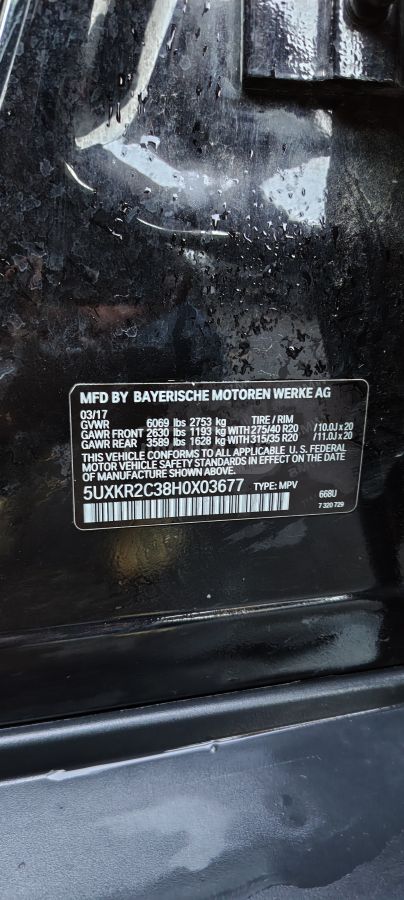 MFD BY BAYERISCHE MOTOREN WERKE AG
03/17
GVWR 6069 lbs 2753 kg TIRE / RIM
GAWR FRONT 2630 lbs 1193 kg WITH 275/40 R20 /10.0J x 20
GAWR REAR 3589 lbs 1628 kg WITH 315/35 R20 /11.0J x 20
THIS VEHICLE CONFORMS TO ALL APPLICABLE U. S. FEDERAL
MOTOR VEHICLE SAFETY STANDARDS IN EFFECT ON THE DATE OF
MANUFACTURE SHOWN ABOVE.
5UXKR2C38H0X03677 TYPE: MPV 668U
7 320 729